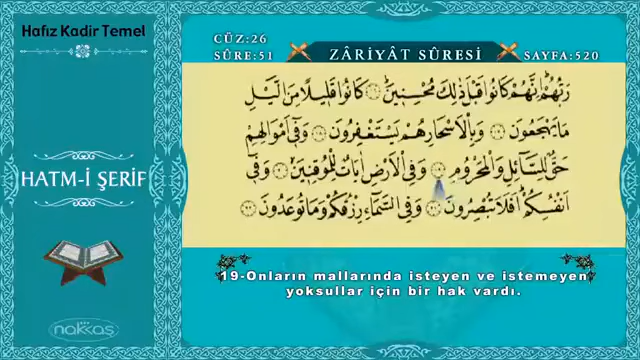 Hafız Kadir Temel
CÜZ:26
SÛRE:51
ZÂRİYÂT SÛRESİ
SAYFA:520
رَبُّهُمْ اِنَّهُمْ كَانُوا قَبْلَ ذٰلِكَ مُحْسِن۪ينَ كَانُوا قَل۪يلًا مِنَ الَّيْلِ
مَا يَهْجَعُونَ وَبِالْاَسْحَارِ هُمْ يَسْتَغْفِرُونَ وَف۪ٓي اَمْوَالِهِمْ
حَقٌّ لِلسَّٓائِلِ وَالْمَحْرُومِ وَفِي الْاَرْضِ اٰيَاتٌ لِلْمُوقِن۪ينَ وَف۪ٓي
اَنْفُسِكُمْ اَفَلَا تُبْصِرُونَ وَفِي السَّمَٓاءِ رِزْقُكُمْ وَمَا تُوعَدُونَ
HATM-İ ŞERİF
19-Onların mallarında isteyen ve istemeyen
yoksullar için bir hak vardı.
nakkaş